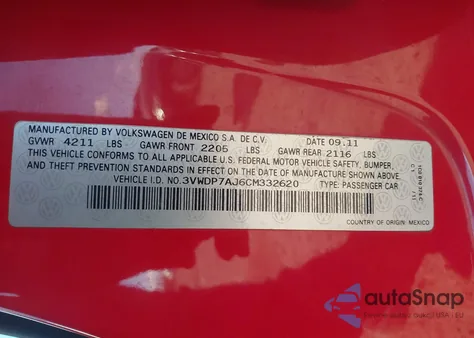 MANUFACTURED BY VOLKSWAGEN DE MEXICO S.A. DE C.V. DATE 09.11
GVWR 4211 LBS GAWR FRONT 2205 LBS GAWR REAR 2116 LBS
THIS VEHICLE CONFORMS TO ALL APPLICABLE U.S. FEDERAL MOTOR VEHICLE SAFETY, BUMPER,
AND THEFT PREVENTION STANDARDS IN EFFECT ON THE DATE OF MANUFACTURE SHOWN ABOVE.
VEHICLE I.D. NO.: 3VWDP7AJ6CM332620 TYPE: PASSENGER CAR
COUNTRY OF ORIGIN: MEXICO
autoSnap